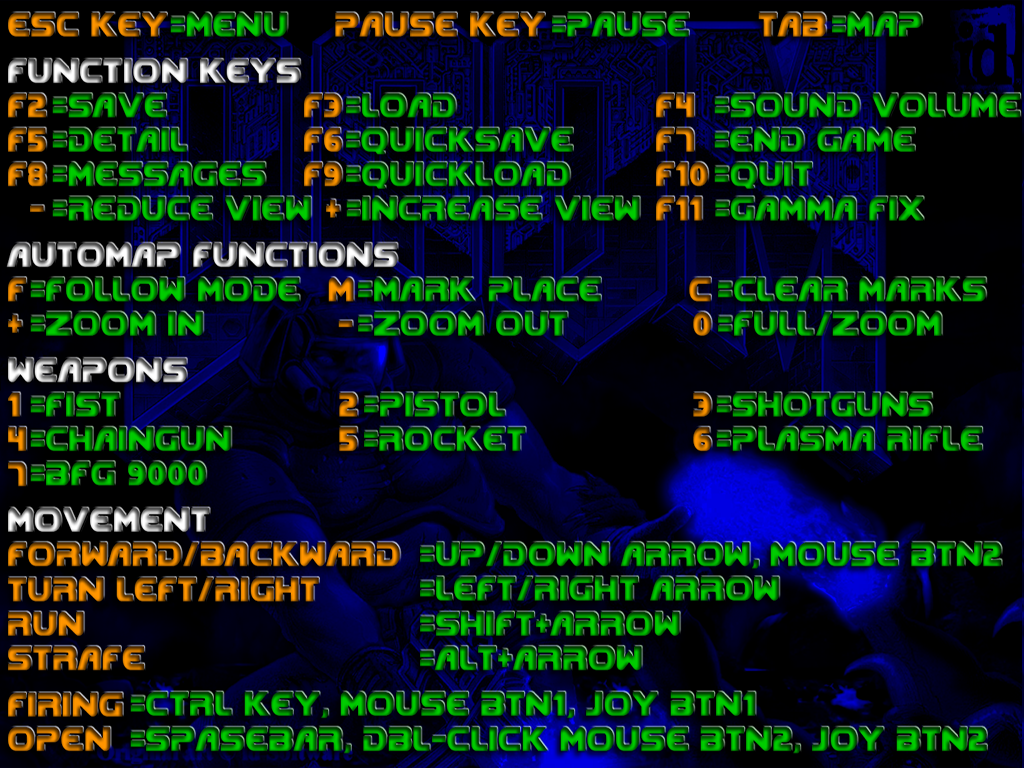 ESC KEY=MENU PAUSE KEY=PAUSE TAB=MAP
FUNCTION KEYS
F2=SAVE F3=LOAD F4 =SOUND VOLUME
F5=DETAIL F6=QUICKSAVE F7 =END GAME
F8=MESSAGES F9=QUICKLOAD F10=QUIT
- =REDUCE VIEW +=INCREASE VIEW F11 =GAMMA FIX
AUTOMAP FUNCTIONS
F=FOLLOW MODE M=MARK PLACE C=CLEAR MARKS
+=ZOOM IN -=ZOOM OUT 0=FULL/ZOOM
WEAPONS
1=FIST 2=PISTOL 3=SHOTGUNS
4=CHAINGUN 5=ROCKET 6=PLASMA RIFLE
7=BFG 9000
MOVEMENT
FORWARD/BACKWARD =UP/DOWN ARROW, MOUSE BTN2
TURN LEFT/RIGHT =LEFT/RIGHT ARROW
RUN =SHIFT+ARROW
STRAFE =ALT+ARROW
FIRING=CTRL KEY, MOUSE BTN1, JOY BTN1
OPEN =SPASEBAR, DBL-CLICK MOUSE BTN2, JOY BTN2
DOOM
id